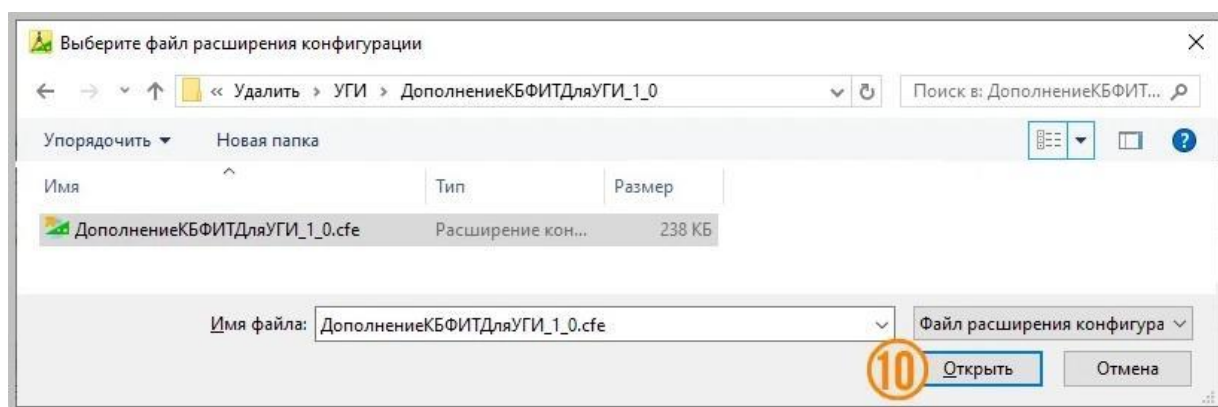 Выберите файл расширения конфигурации
« Удалить › УГИ › ДополнениеКБФИТДляУГИ_1_0
Поиск в: ДополнениеКБФИТ...
Упорядочить
Новая папка
Имя Тип Размер
ДополнениеКБФИТДляУГИ_1_0.cfe Расширение кон... 238 КБ
Имя файла: ДополнениеКБФИТДляУГИ_1_0.cfe
Файл расширения конфигура
10 Открыть Отмена